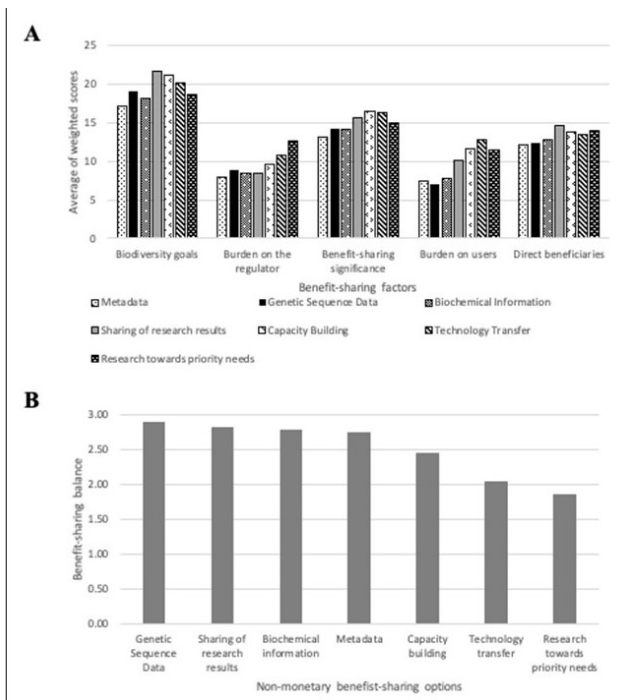 A
25
20
15
10
5
0
Average of weighted scores
Biodiversity goals
Burden on the
regulator
Benefit-sharing
significance
Burden on users
Direct beneficiaries
Benefit-sharing factors
Metadata
Genetic Sequence Data
Biochemical Information
Sharing of research results
Capacity Building
Technology Transfer
Research towards priority needs
B
3.00
2.50
2.00
1.50
1.00
0.50
0.00
Benefit-sharing balance
Genetic
Sequence
Data
Sharing of
research
results
Biochemical
information
Metadata
Capacity
building
Technology
transfer
Research
towards
priority needs
Non-monetary benefist-sharing options